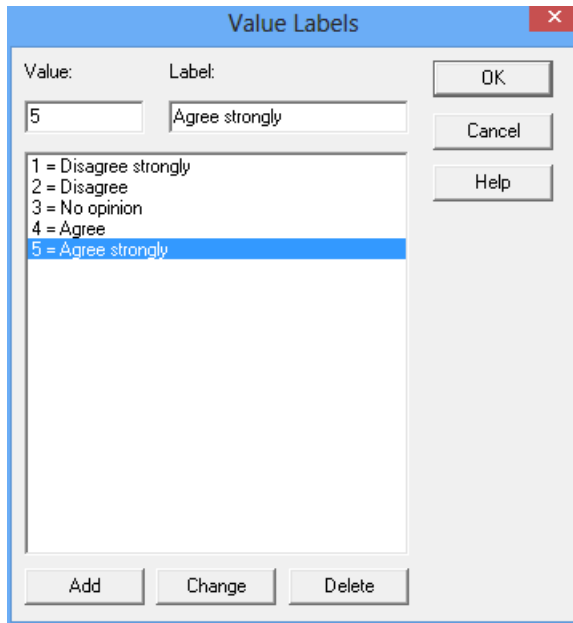 Value Labels
Value: Label:
5 Agree strongly
1 = Disagree strongly
2 = Disagree
3 = No opinion
4 = Agree
5 = Agree strongly
OK
Cancel
Help
Add Change Delete